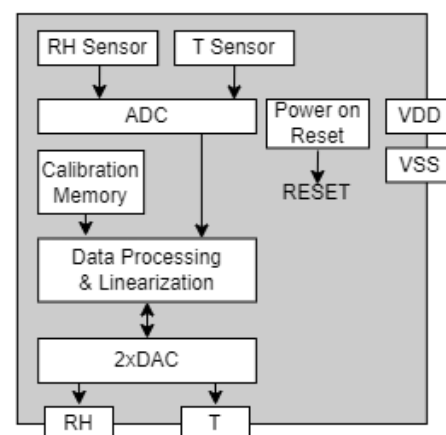 RH Sensor
T Sensor
ADC
Power on
Reset
VDD
VSS
Calibration
Memory
RESET
Data Processing
& Linearization
2xDAC
RH
T